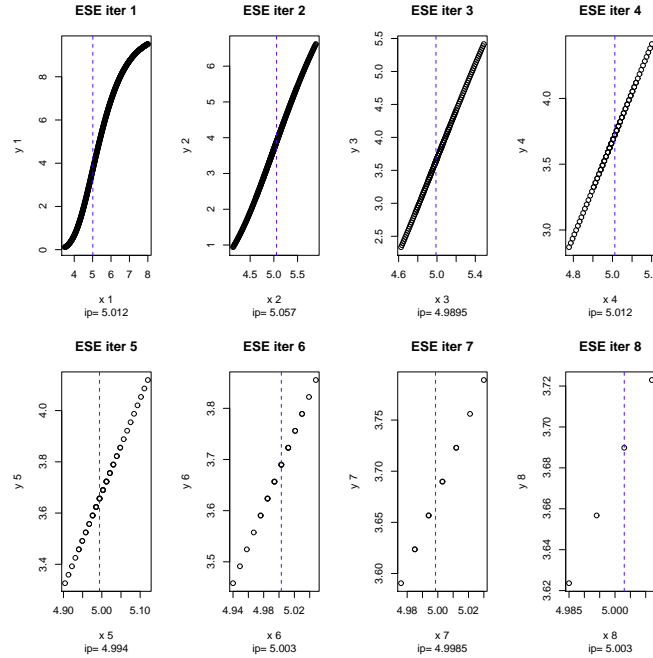 ESE iter 1
ESE iter 2
ESE iter 3
ESE iter 4
y 1
0 2 4 6 8
4 5 6 7 8
x 1
ip= 5.012
y 2
1 2 3 4 5 6
4.5 5.0 5.5
x 2
ip= 5.057
y 3
2.5 3.0 3.5 4.0 4.5 5.0 5.5
4.6 5.0 5.4
x 3
ip= 4.9895
y 4
3.0 3.5 4.0
4.8 5.0
x 4
ip= 5.012
ESE iter 5
ESE iter 6
ESE iter 7
ESE iter 8
y 5
3.4 3.6 3.8 4.0
4.90 5.00 5.10
x 5
ip= 4.994
y 6
3.5 3.6 3.7 3.8
4.94 4.98 5.02
x 6
ip= 5.003
y 7
3.60 3.65 3.70 3.75
4.98 5.00 5.02
x 7
ip= 4.9985
y 8
3.62 3.64 3.66 3.68 3.70 3.72
4.985 5.000
x 8
ip= 5.003